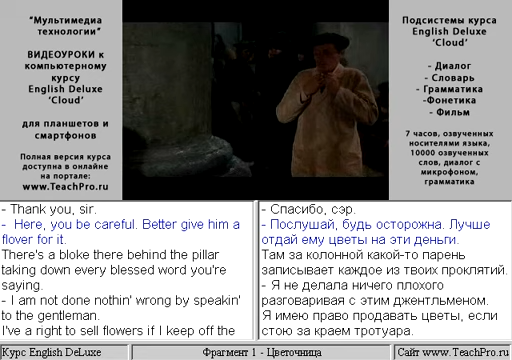 "Мультимедиа
технологии"
ВИДЕОУРОКИ к
компьютерному
курсу
English Deluxe
'Cloud'
для планшетов и
смартфонов
Полная версия курса
доступна в онлайне
на портале:
www.TeachPro.ru
Подсистемы курса
English Deluxe
'Cloud'
- Диалог
- Словарь
- Грамматика
-Фонетика
- Фильм
7 часов, озвученных
носителями языка,
10000 озвученных
слов, диалог с
микрофоном,
грамматика
- Thank you, sir.
- Here, you be careful. Better give him a
flover for it.
There's a bloke there behind the pillar
taking down every blessed word you're
saying.
- I am not done nothin' wrong by speakin'
to the gentleman.
I've a right to sell flowers if I keep off the
- Спасибо, сэр.
- Послушай, будь осторожна. Лучше
отдай ему цветы на эти деньги.
Там за колонной какой-то парень
записывает каждое из твоих проклятий.
- Я не делала ничего плохого
разговаривая с этим джентльменом.
Я имею право продавать цветы, если
стою за краем тротуара.
Курс English DeLuxe
Фрагмент 1 - Цветочница
Сайт www.TeachPro.ru